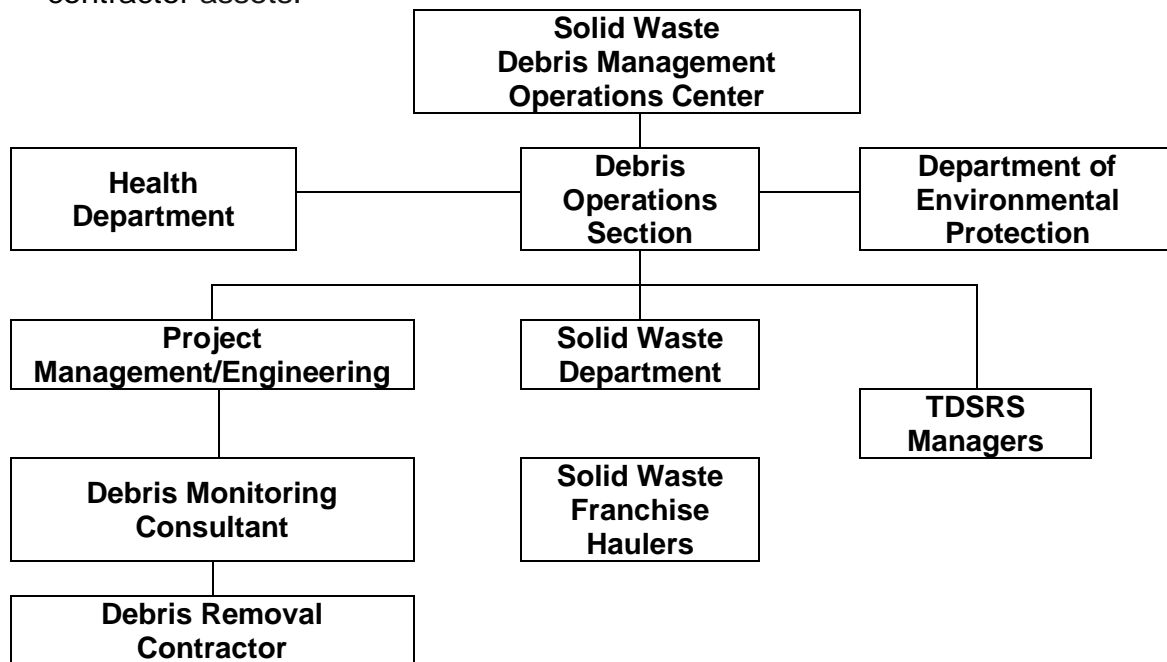 contractor assets.
Solid Waste
Debris Management
Operations Center
Health
Department
Debris
Operations
Section
Department of
Environmental
Protection
Project
Management/Engineering
Solid Waste
Department
TDSRS
Managers
Debris Monitoring
Consultant
Solid Waste
Franchise
Haulers
Debris Removal
Contractor